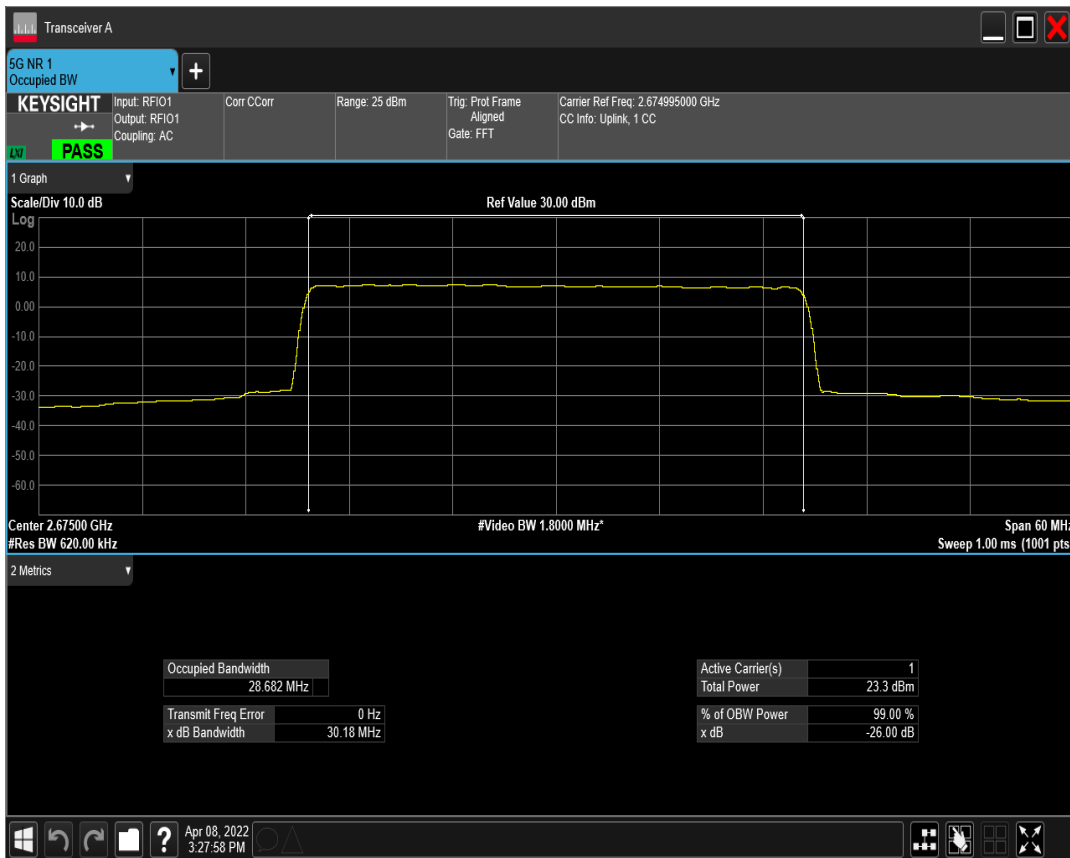 Transceiver A
5G NR 1
Occupied BW
+
KEYSIGHT
LXI
PASS
Input: RFIO1
Output: RFIO1
Coupling: AC
Corr CCorr
Range: 25 dBm
Trig: Prot Frame
Aligned
Gate: FFT
Carrier Ref Freq: 2.674995000 GHz
CC Info: Uplink, 1 CC
1 Graph
Scale/Div 10.0 dB
Ref Value 30.00 dBm
Log
20.0
10.0
0.00
-10.0
-20.0
-30.0
-40.0
-50.0
-60.0
Center 2.67500 GHz
#Video BW 1.8000 MHz*
Span 60 MHz
#Res BW 620.00 kHz
Sweep 1.00 ms (1001 pts
2 Metrics
Occupied Bandwidth
28.682 MHz
Transmit Freq Error 0 Hz
x dB Bandwidth 30.18 MHz
Active Carrier(s) 1
Total Power 23.3 dBm
% of OBW Power 99.00 %
x dB -26.00 dB
?
Apr 08, 2022
3:27:58 PM